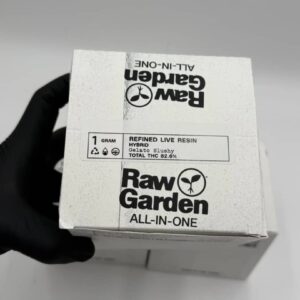 ALL-IN-ONE
Raw
Garden
1
GRAM
REFINED LIVE RESIN
HYBRID
Gelato Slushy
TOTAL THC 82.6%
Raw
Garden
ALL-IN-ONE